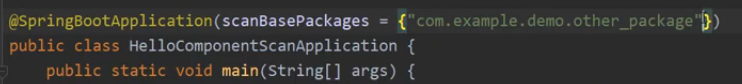 @SpringBootApplication(scanBasePackages = {"com.example.demo.other_package"})
public class HelloComponentScanApplication {
public static void main(String[] args) {